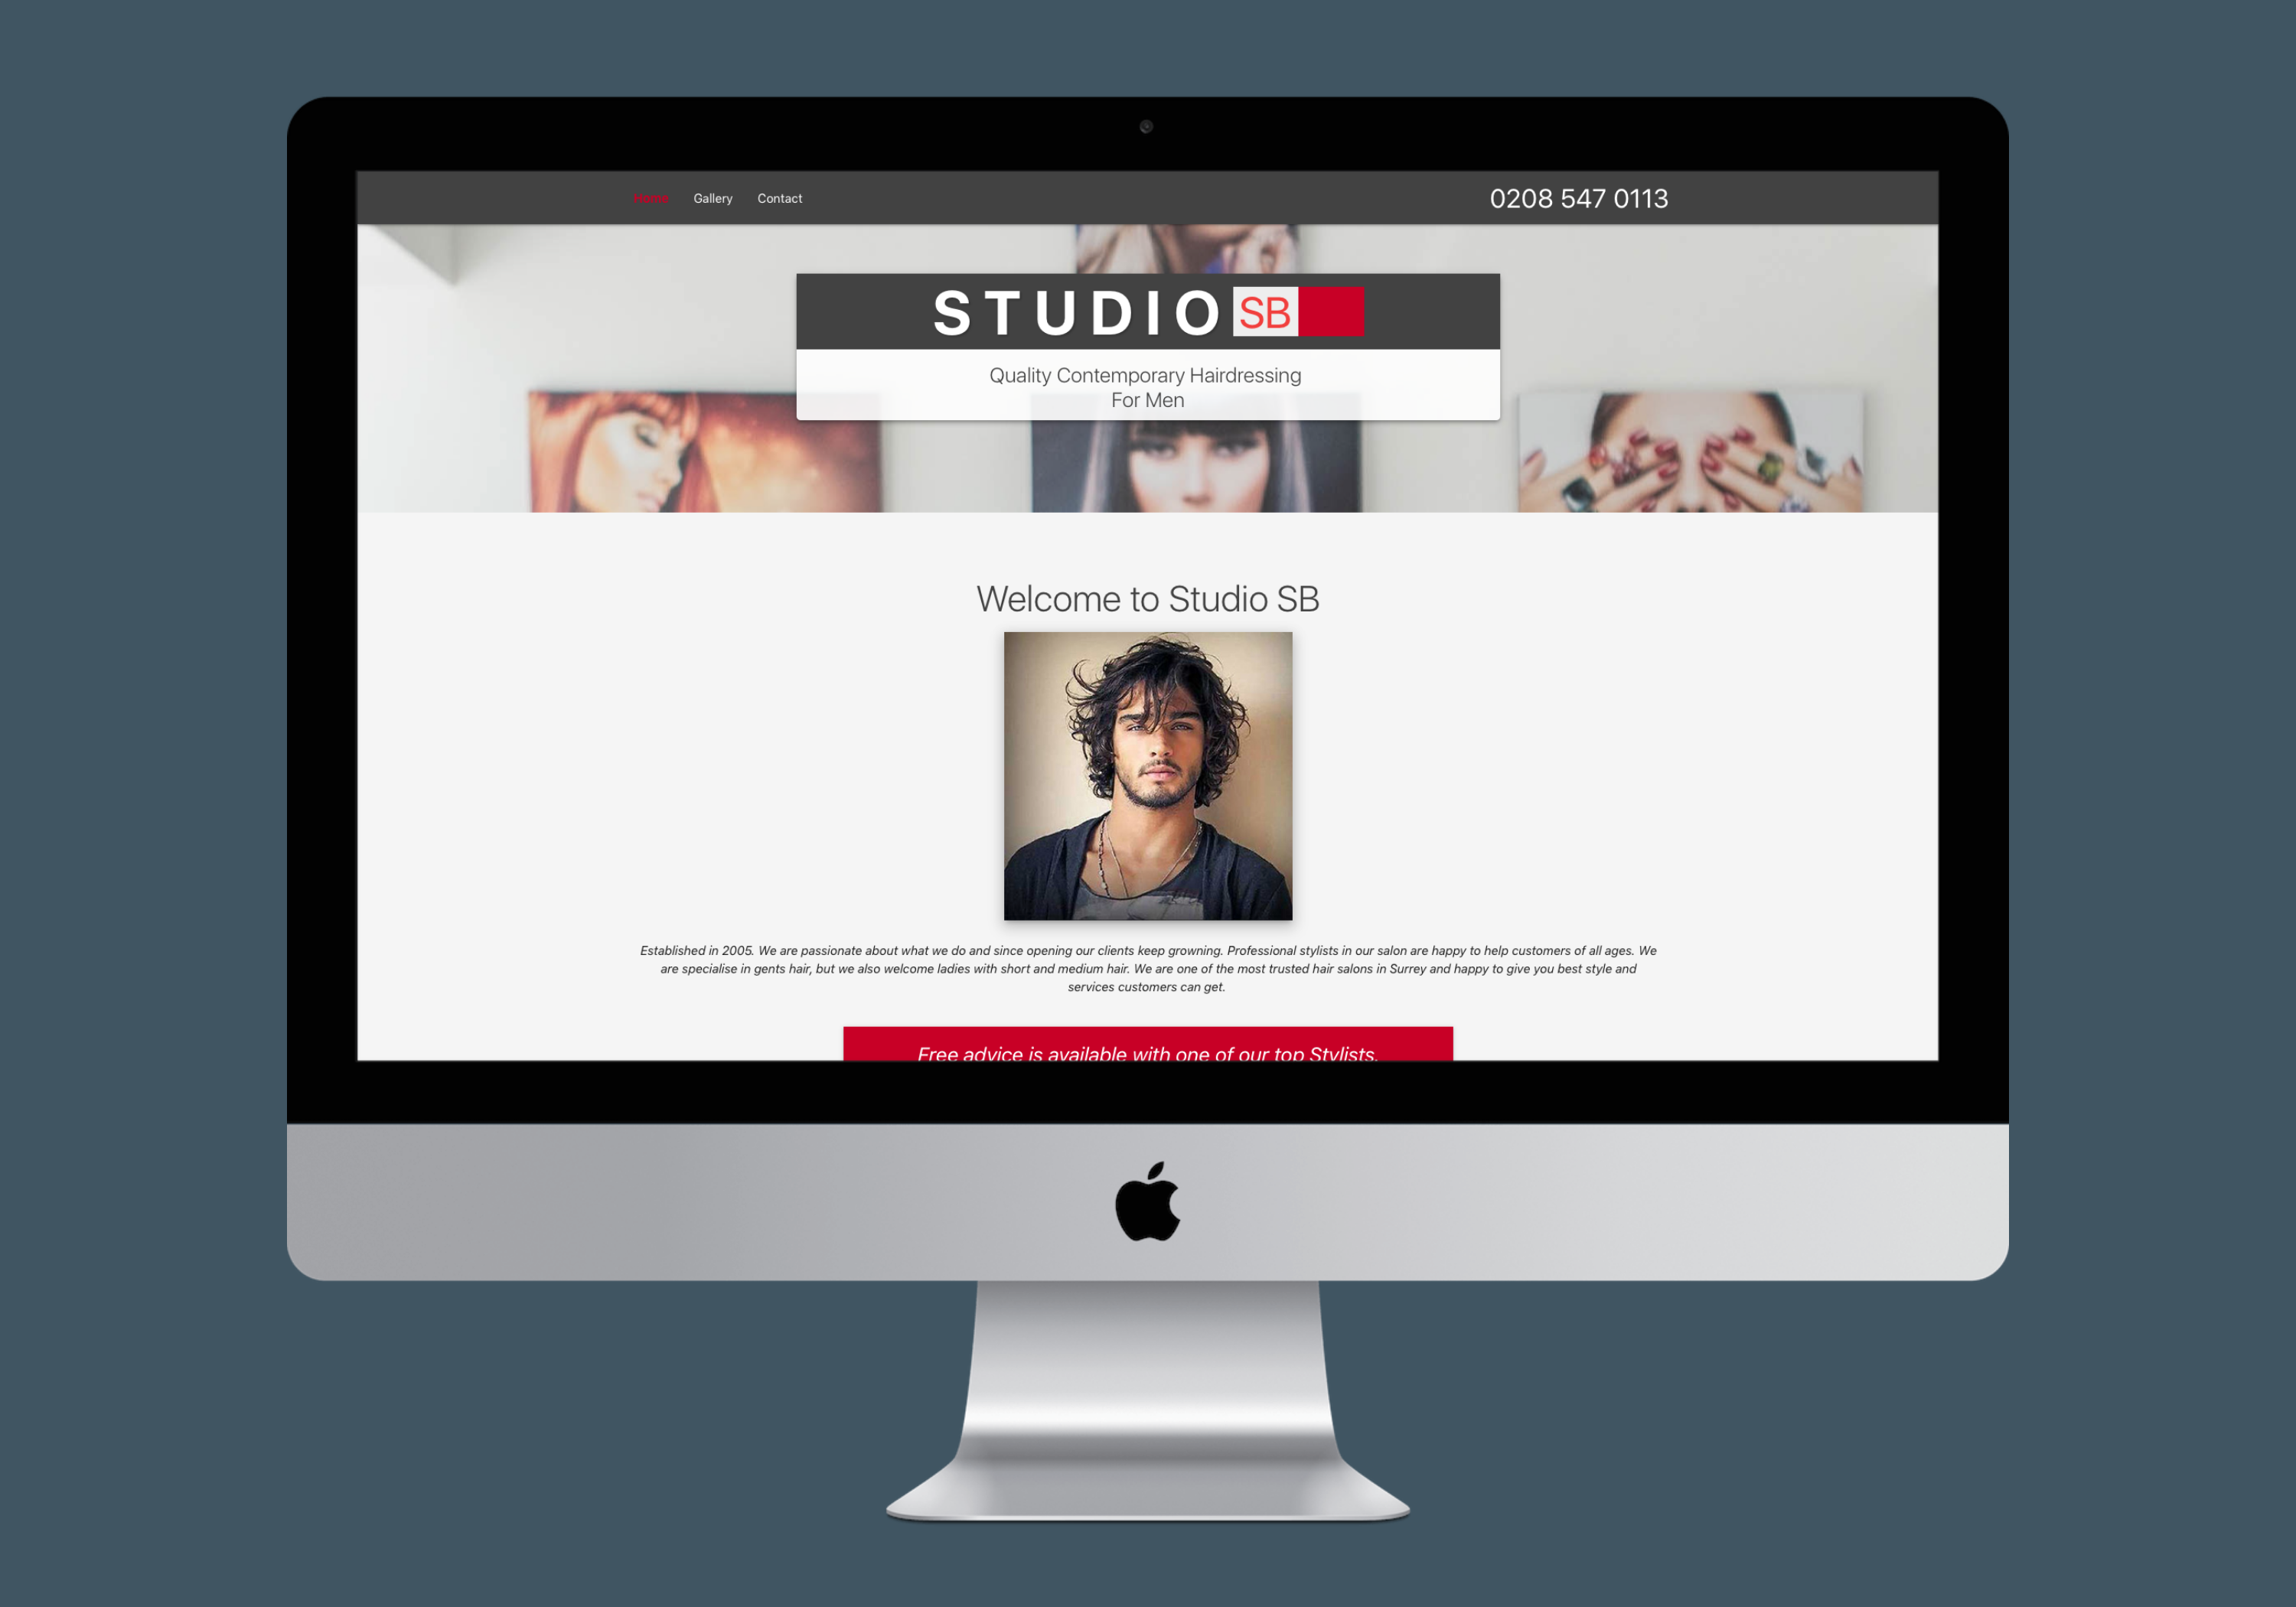 Home Gallery Contact 0208 547 0113
STUDIO SB
Quality Contemporary Hairdressing
For Men
Welcome to Studio SB
Established in 2005. We are passionate about what we do and since opening our clients keep growning. Professional stylists in our salon are happy to help customers of all ages. We
are specialise in gents hair, but we also welcome ladies with short and medium hair. We are one of the most trusted hair salons in Surrey and happy to give you best style and
services customers can get.
Free advice is available with one of our top Stylists.